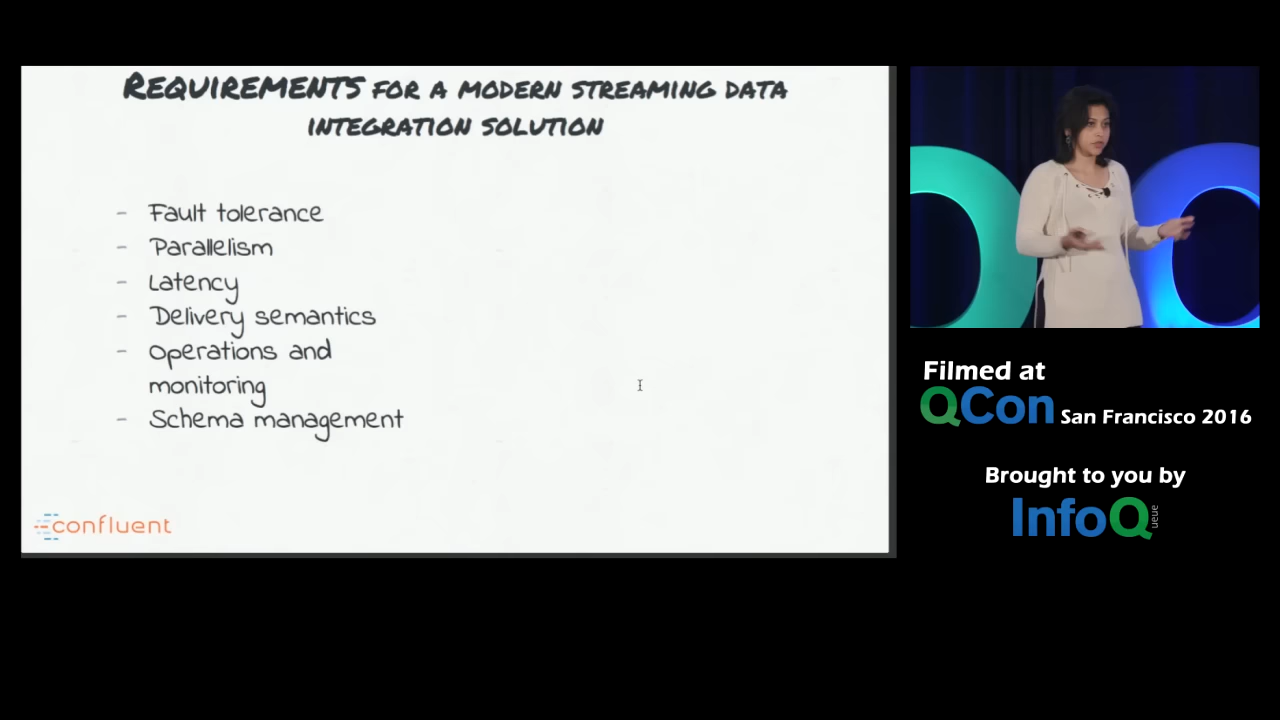 Requirements for a modern streaming data
integration solution
- Fault tolerance
- Parallelism
- Latency
- Delivery semantics
- Operations and
monitoring
- Schema management
confluent
Filmed at
QCon San Francisco 2016
Brought to you by
InfoQ ueue